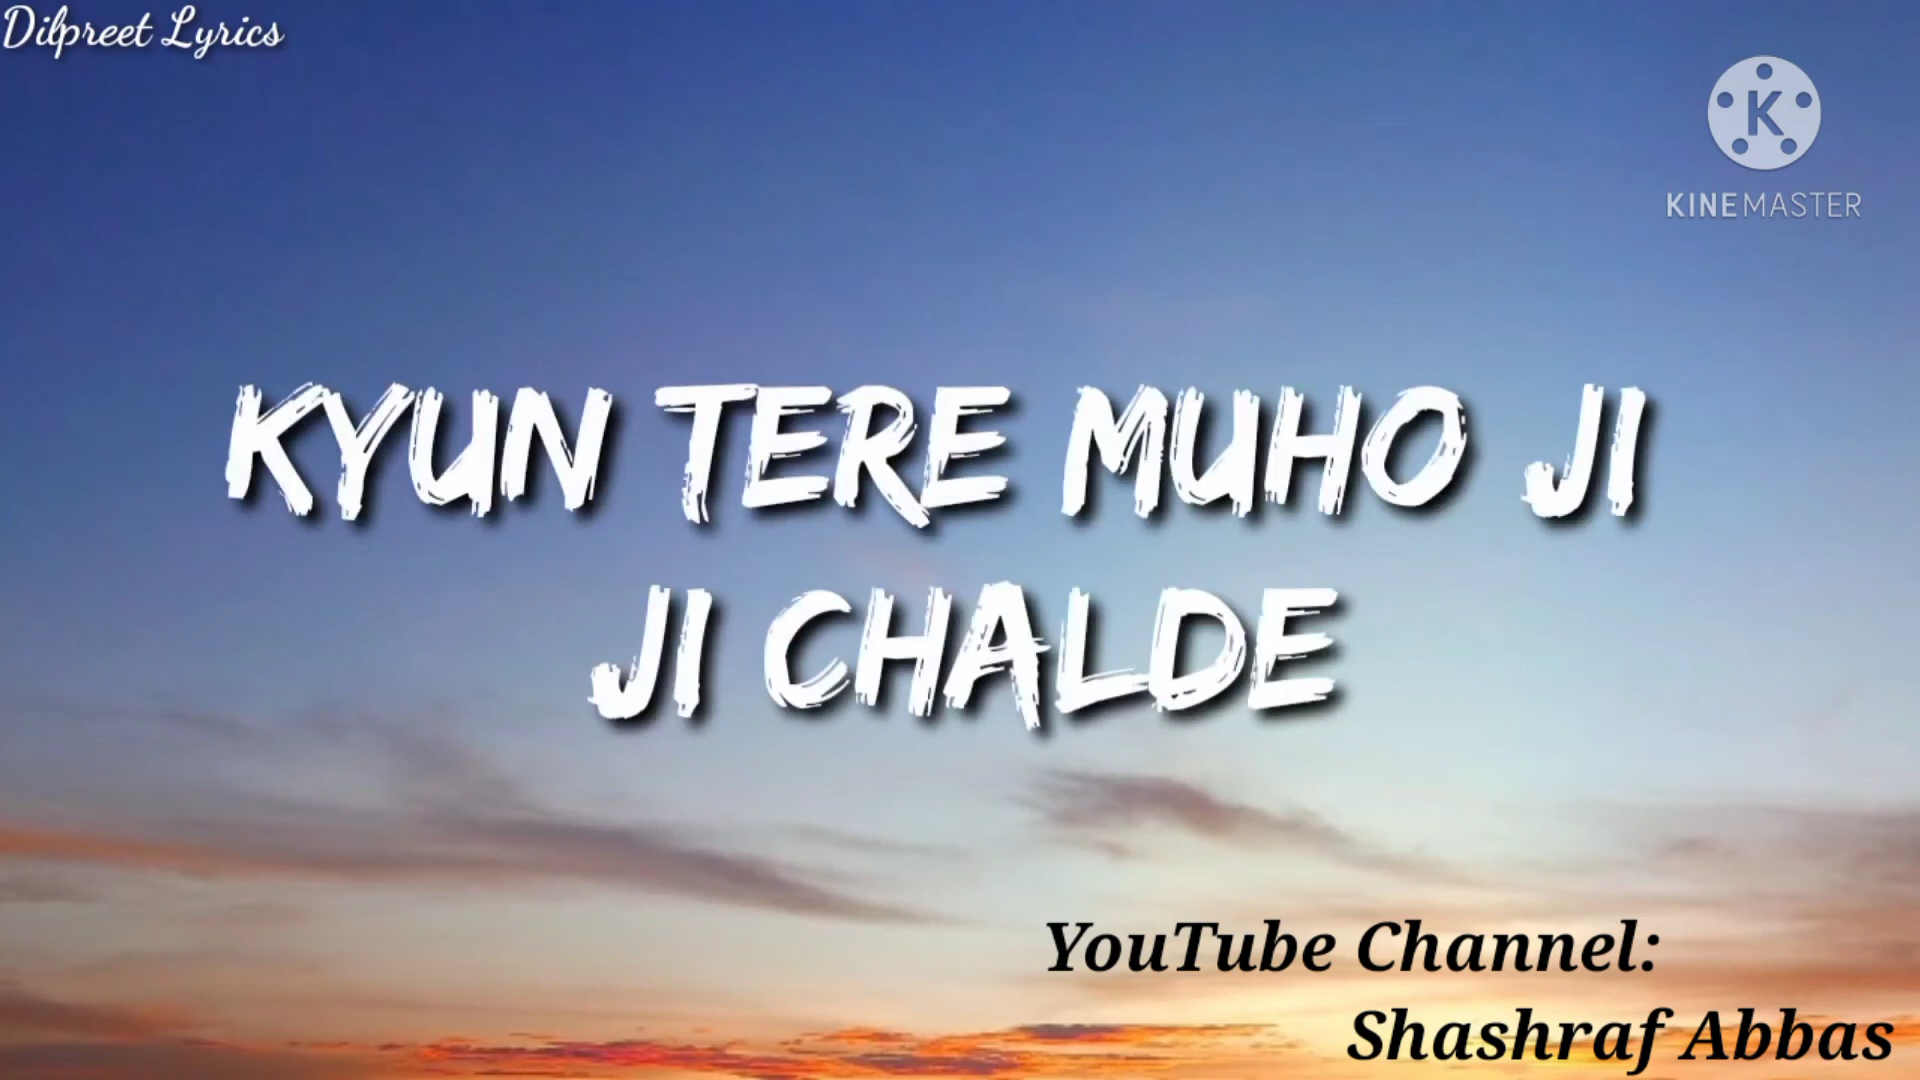 Dilpreet Lyrics
K
KINEMASTER
KYUN TERE MUHO JI
JI CHALDE
YouTube Channel:
Shashraf Abbas